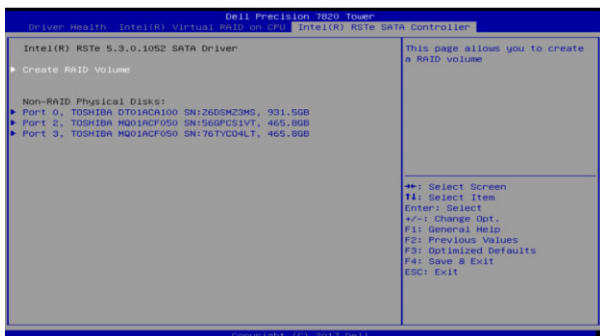 Dell Precision 7820 Tower
Driver Health Intel(R) Virtual RAID on CPU Intel(R) RSTe SATA Controller
Intel(R) RSTe 5.3.0.1052 SATA Driver
Create RAID Volume
Non-RAID Physical Disks:
Port 0, TOSHIBA DT01ACA100 SN:Z6DSMZ3MS, 931.5GB
Port 2, TOSHIBA MQ01ACF050 SN:56GPCS1VT, 465.8GB
Port 3, TOSHIBA MQ01ACF050 SN:76TYCO4LT, 465.8GB
This page allows you to create
a RAID volume
→←: Select Screen
↑↓: Select Item
Enter: Select
+/-: Change Opt.
F1: General Help
F2: Previous Values
F3: Optimized Defaults
F4: Save & Exit
ESC: Exit
Copyright (C) 2017 Dell